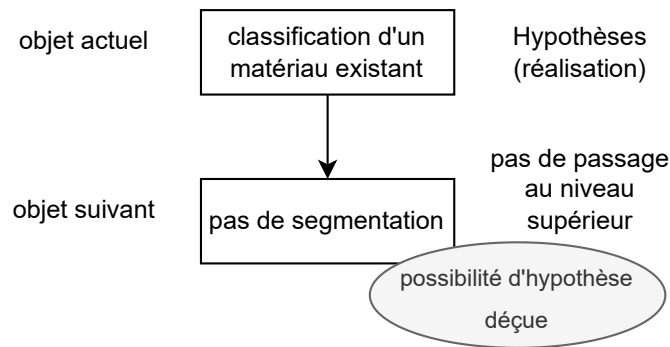 objet actuel
classification d'un
matériau existant
Hypothèses
(réalisation)
objet suivant
pas de segmentation
pas de passage
au niveau
supérieur
possibilité d'hypothèse
déçue